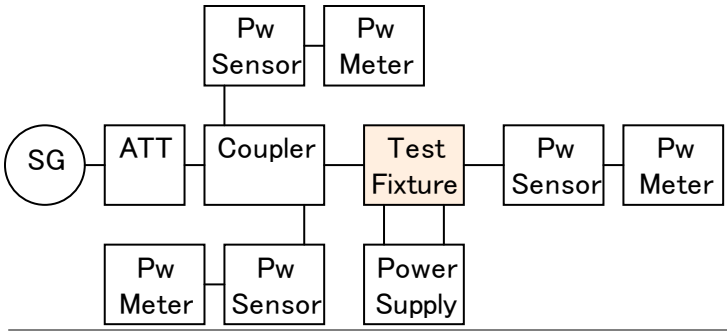 Pw
Sensor
Pw
Meter
SG
ATT
Coupler
Test
Fixture
Pw
Sensor
Pw
Meter
Pw
Meter
Pw
Sensor
Power
Supply